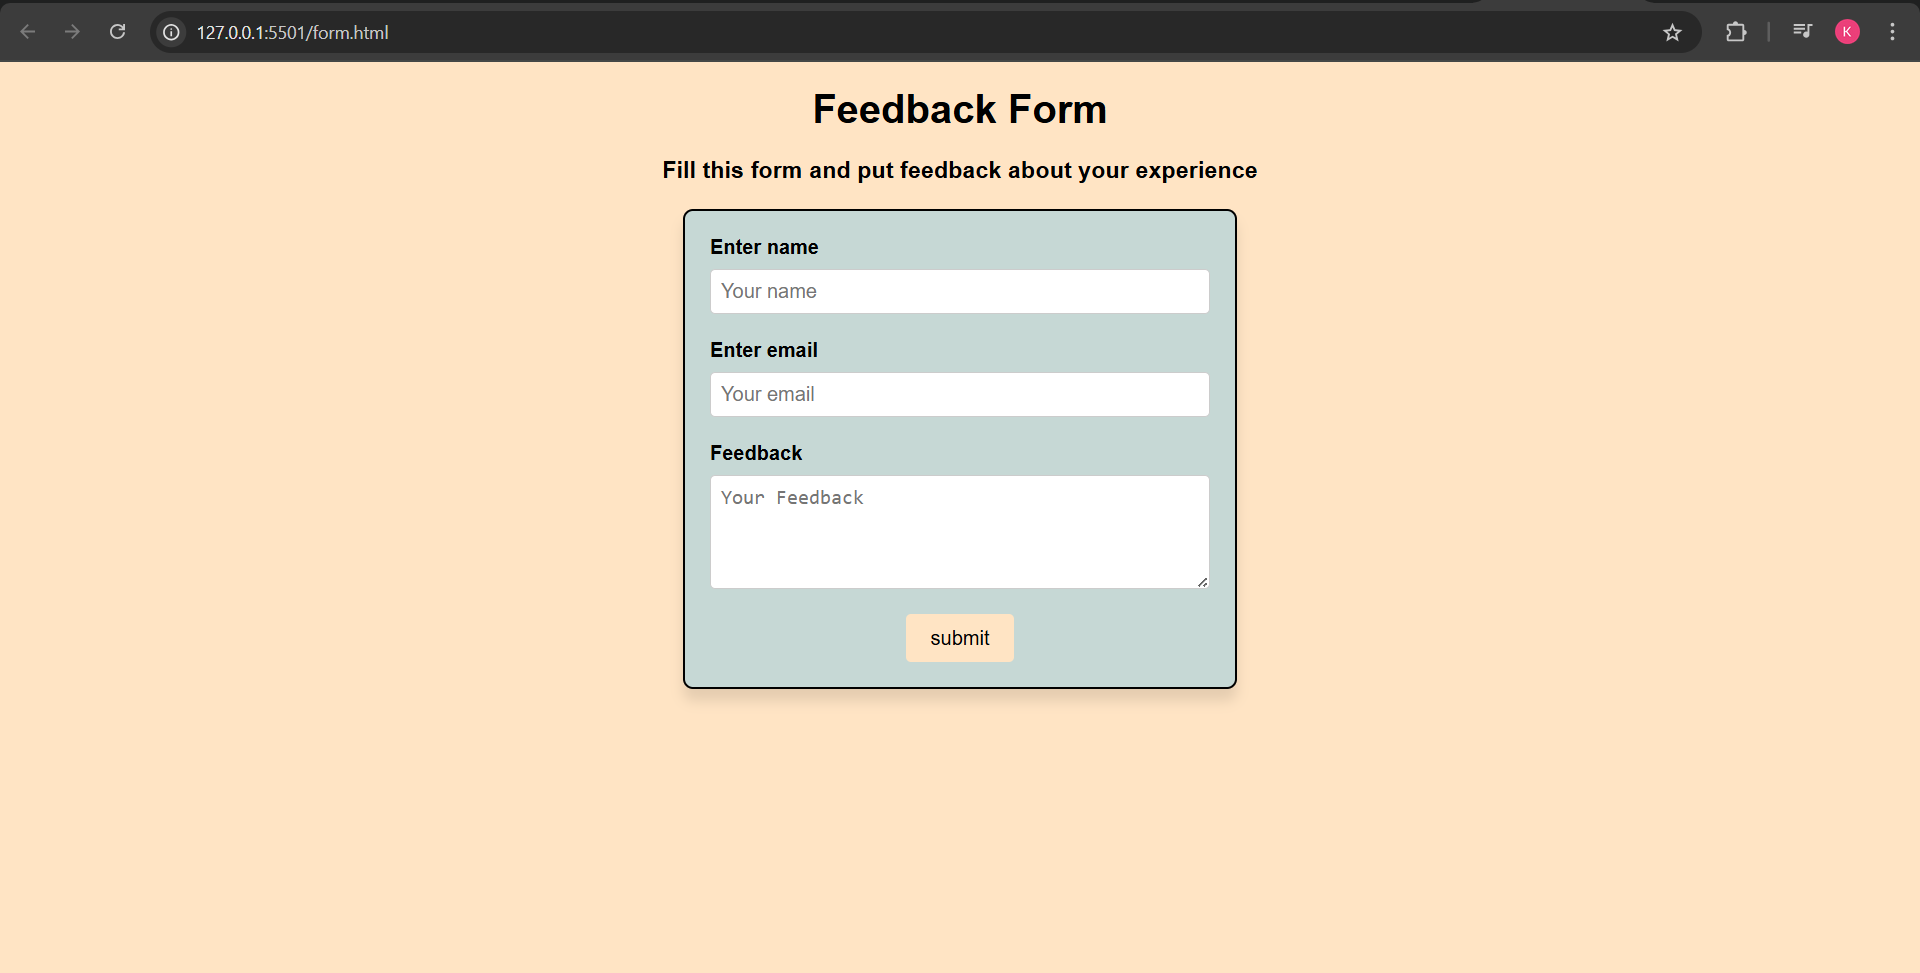 127.0.0.1:5501/form.html
K
Feedback Form
Fill this form and put feedback about your experience
Enter name
Your name
Enter email
Your email
Feedback
Your Feedback
submit